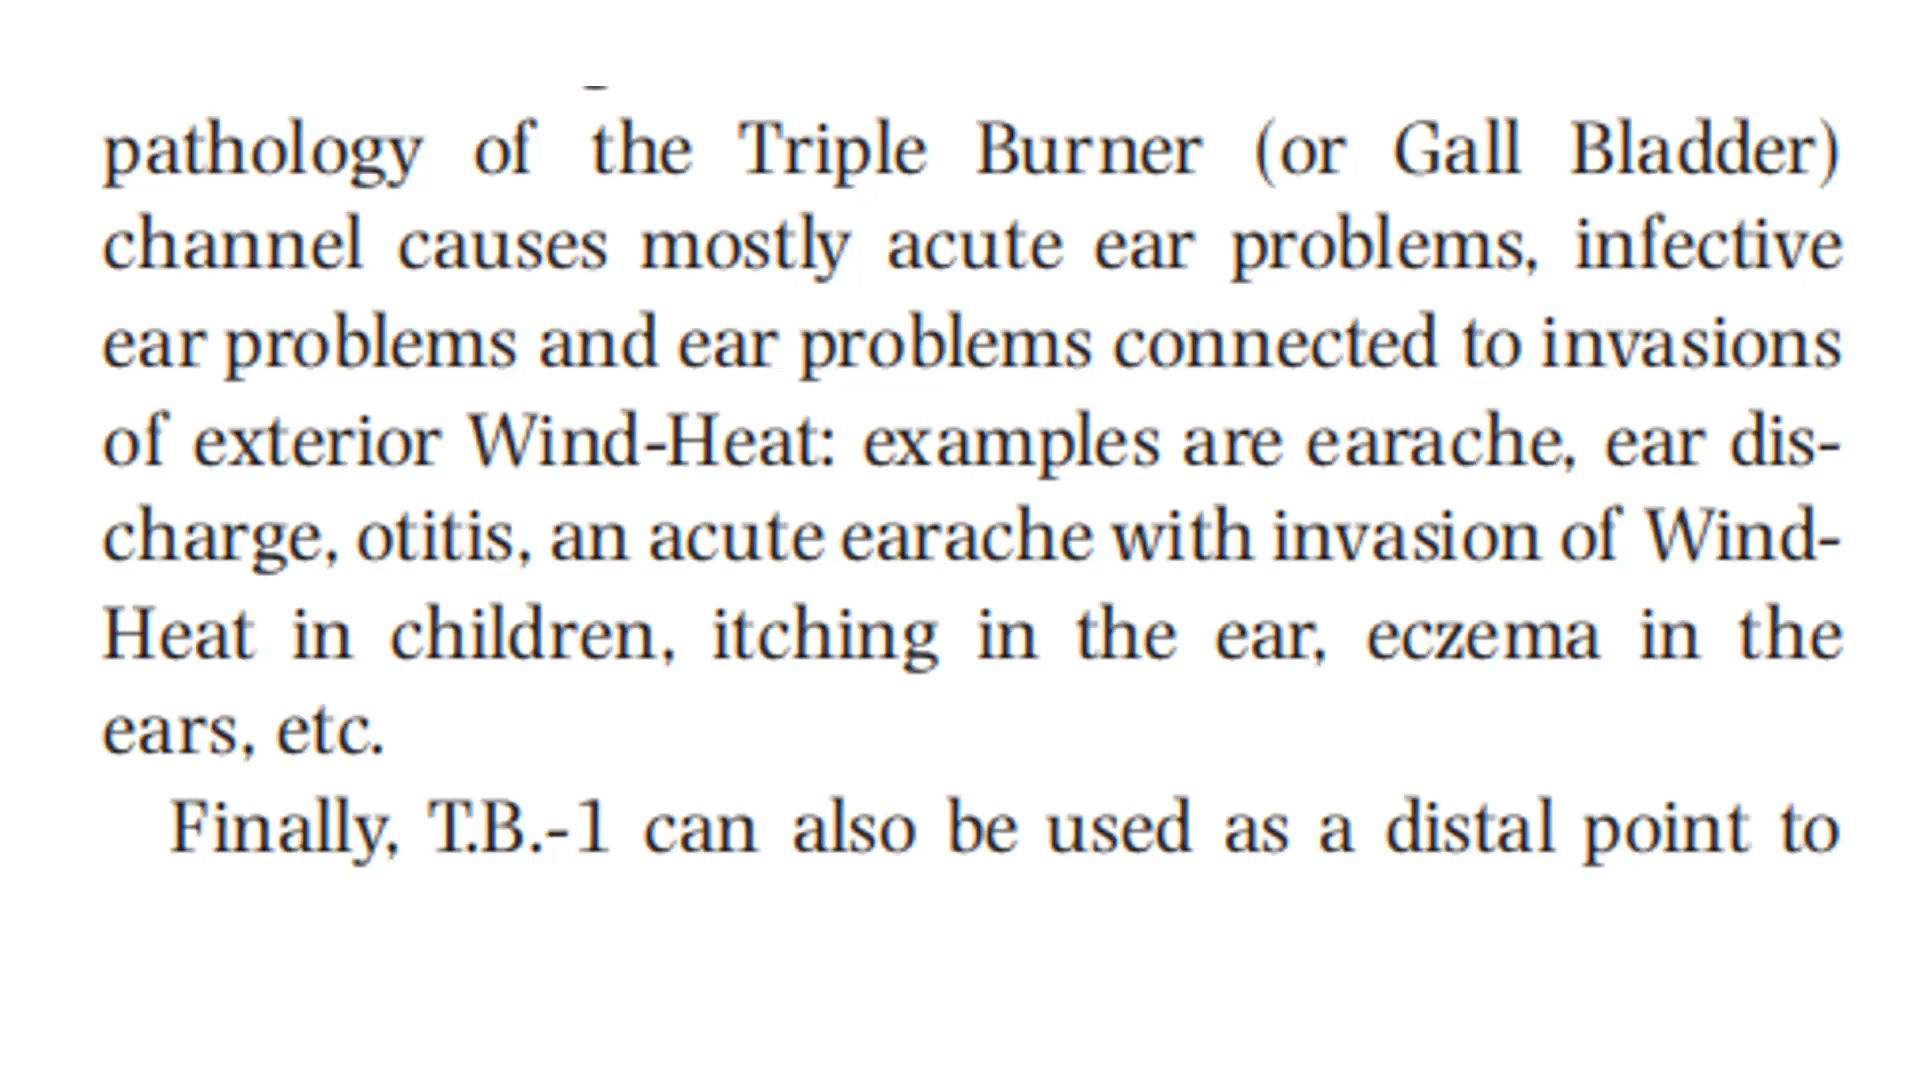 pathology of the Triple Burner (or Gall Bladder)
channel causes mostly acute ear problems, infective
ear problems and ear problems connected to invasions
of exterior Wind-Heat: examples are earache, ear dis-
charge, otitis, an acute earache with invasion of Wind-
Heat in children, itching in the ear, eczema in the
ears, etc.
Finally, T.B.-1 can also be used as a distal point to